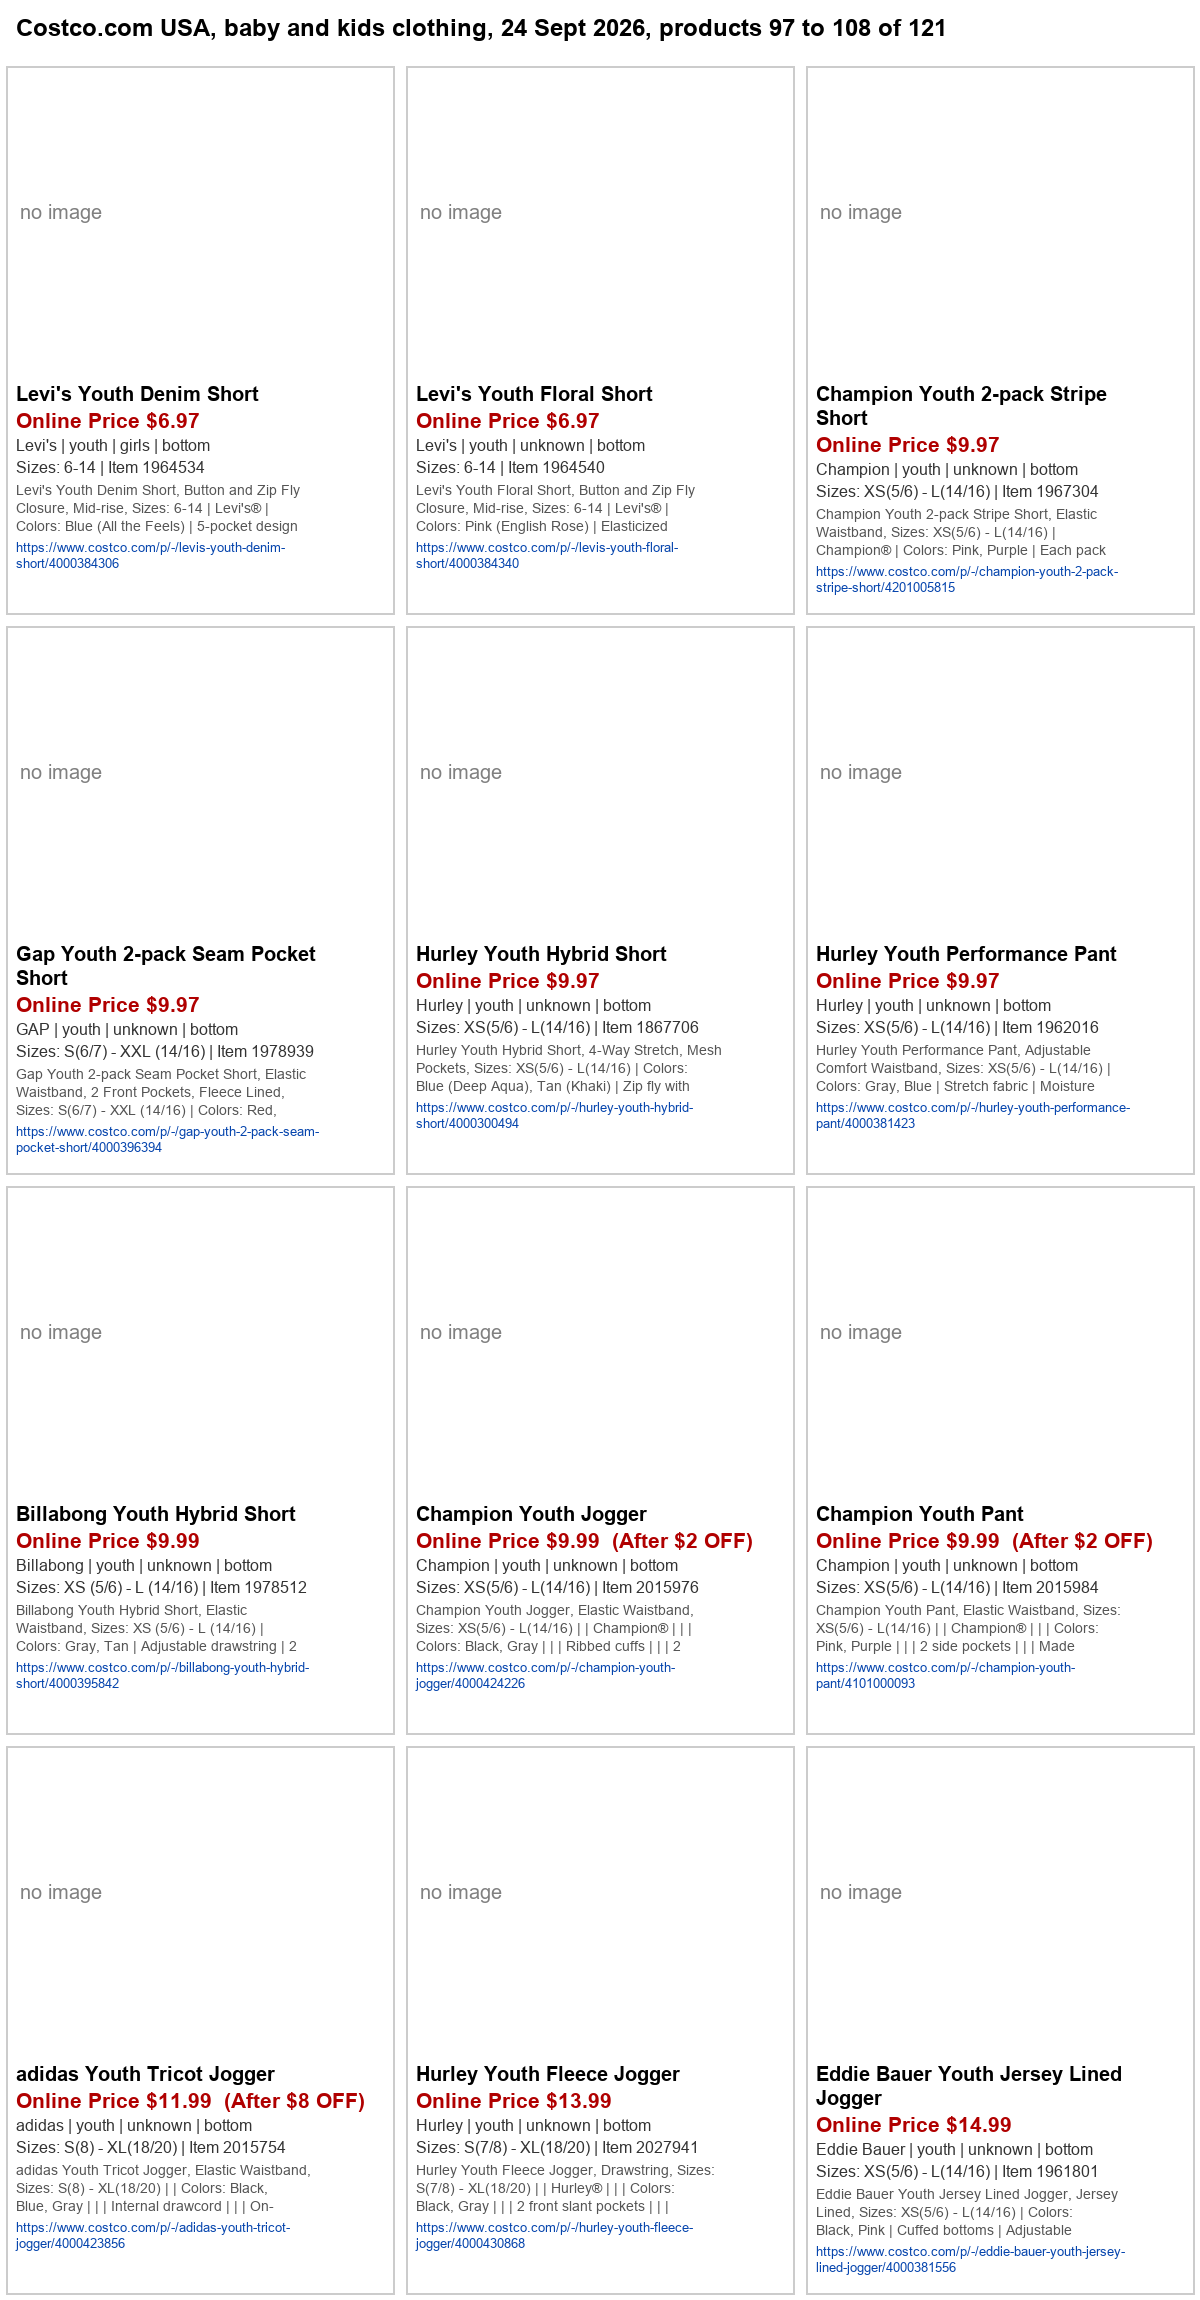 Costco.com USA, baby and kids clothing, 24 Sept 2026, products 97 to 108 of 121
no image
Levi's Youth Denim Short
Online Price $6.97
Levi's | youth | girls | bottom
Sizes: 6-14 | Item 1964534
Levi's Youth Denim Short, Button and Zip Fly
Closure, Mid-rise, Sizes: 6-14 | Levi's® |
Colors: Blue (All the Feels) | 5-pocket design
https://www.costco.com/p/-/levis-youth-denim-
short/4000384306
no image
Levi's Youth Floral Short
Online Price $6.97
Levi's | youth | unknown | bottom
Sizes: 6-14 | Item 1964540
Levi's Youth Floral Short, Button and Zip Fly
Closure, Mid-rise, Sizes: 6-14 | Levi's® |
Colors: Pink (English Rose) | Elasticized
https://www.costco.com/p/-/levis-youth-floral-
short/4000384340
no image
Champion Youth 2-pack Stripe
Short
Online Price $9.97
Champion | youth | unknown | bottom
Sizes: XS(5/6) - L(14/16) | Item 1967304
Champion Youth 2-pack Stripe Short, Elastic
Waistband, Sizes: XS(5/6) - L(14/16) |
Champion® | Colors: Pink, Purple | Each pack
https://www.costco.com/p/-/champion-youth-2-pack-
stripe-short/4201005815
no image
Gap Youth 2-pack Seam Pocket
Short
Online Price $9.97
GAP | youth | unknown | bottom
Sizes: S(6/7) - XXL (14/16) | Item 1978939
Gap Youth 2-pack Seam Pocket Short, Elastic
Waistband, 2 Front Pockets, Fleece Lined,
Sizes: S(6/7) - XXL (14/16) | Colors: Red,
https://www.costco.com/p/-/gap-youth-2-pack-seam-
pocket-short/4000396394
no image
Hurley Youth Hybrid Short
Online Price $9.97
Hurley | youth | unknown | bottom
Sizes: XS(5/6) - L(14/16) | Item 1867706
Hurley Youth Hybrid Short, 4-Way Stretch, Mesh
Pockets, Sizes: XS(5/6) - L(14/16) | Colors:
Blue (Deep Aqua), Tan (Khaki) | Zip fly with
https://www.costco.com/p/-/hurley-youth-hybrid-
short/4000300494
no image
Hurley Youth Performance Pant
Online Price $9.97
Hurley | youth | unknown | bottom
Sizes: XS(5/6) - L(14/16) | Item 1962016
Hurley Youth Performance Pant, Adjustable
Comfort Waistband, Sizes: XS(5/6) - L(14/16) |
Colors: Gray, Blue | Stretch fabric | Moisture
https://www.costco.com/p/-/hurley-youth-performance-
pant/4000381423
no image
Billabong Youth Hybrid Short
Online Price $9.99
Billabong | youth | unknown | bottom
Sizes: XS (5/6) - L (14/16) | Item 1978512
Billabong Youth Hybrid Short, Elastic
Waistband, Sizes: XS (5/6) - L (14/16) |
Colors: Gray, Tan | Adjustable drawstring | 2
https://www.costco.com/p/-/billabong-youth-hybrid-
short/4000395842
no image
Champion Youth Jogger
Online Price $9.99 (After $2 OFF)
Champion | youth | unknown | bottom
Sizes: XS(5/6) - L(14/16) | Item 2015976
Champion Youth Jogger, Elastic Waistband,
Sizes: XS(5/6) - L(14/16) | | Champion® | | |
Colors: Black, Gray | | | Ribbed cuffs | | | 2
https://www.costco.com/p/-/champion-youth-
jogger/4000424226
no image
Champion Youth Pant
Online Price $9.99 (After $2 OFF)
Champion | youth | unknown | bottom
Sizes: XS(5/6) - L(14/16) | Item 2015984
Champion Youth Pant, Elastic Waistband, Sizes:
XS(5/6) - L(14/16) | | Champion® | | | Colors:
Pink, Purple | | | 2 side pockets | | | Made
https://www.costco.com/p/-/champion-youth-
pant/4101000093
no image
adidas Youth Tricot Jogger
Online Price $11.99 (After $8 OFF)
adidas | youth | unknown | bottom
Sizes: S(8) - XL(18/20) | Item 2015754
adidas Youth Tricot Jogger, Elastic Waistband,
Sizes: S(8) - XL(18/20) | | Colors: Black,
Blue, Gray | | | Internal drawcord | | | On-
https://www.costco.com/p/-/adidas-youth-tricot-
jogger/4000423856
no image
Hurley Youth Fleece Jogger
Online Price $13.99
Hurley | youth | unknown | bottom
Sizes: S(7/8) - XL(18/20) | Item 2027941
Hurley Youth Fleece Jogger, Drawstring, Sizes:
S(7/8) - XL(18/20) | | Hurley® | | | Colors:
Black, Gray | | | 2 front slant pockets | | |
https://www.costco.com/p/-/hurley-youth-fleece-
jogger/4000430868
no image
Eddie Bauer Youth Jersey Lined
Jogger
Online Price $14.99
Eddie Bauer | youth | unknown | bottom
Sizes: XS(5/6) - L(14/16) | Item 1961801
Eddie Bauer Youth Jersey Lined Jogger, Jersey
Lined, Sizes: XS(5/6) - L(14/16) | Colors:
Black, Pink | Cuffed bottoms | Adjustable
https://www.costco.com/p/-/eddie-bauer-youth-jersey-
lined-jogger/4000381556